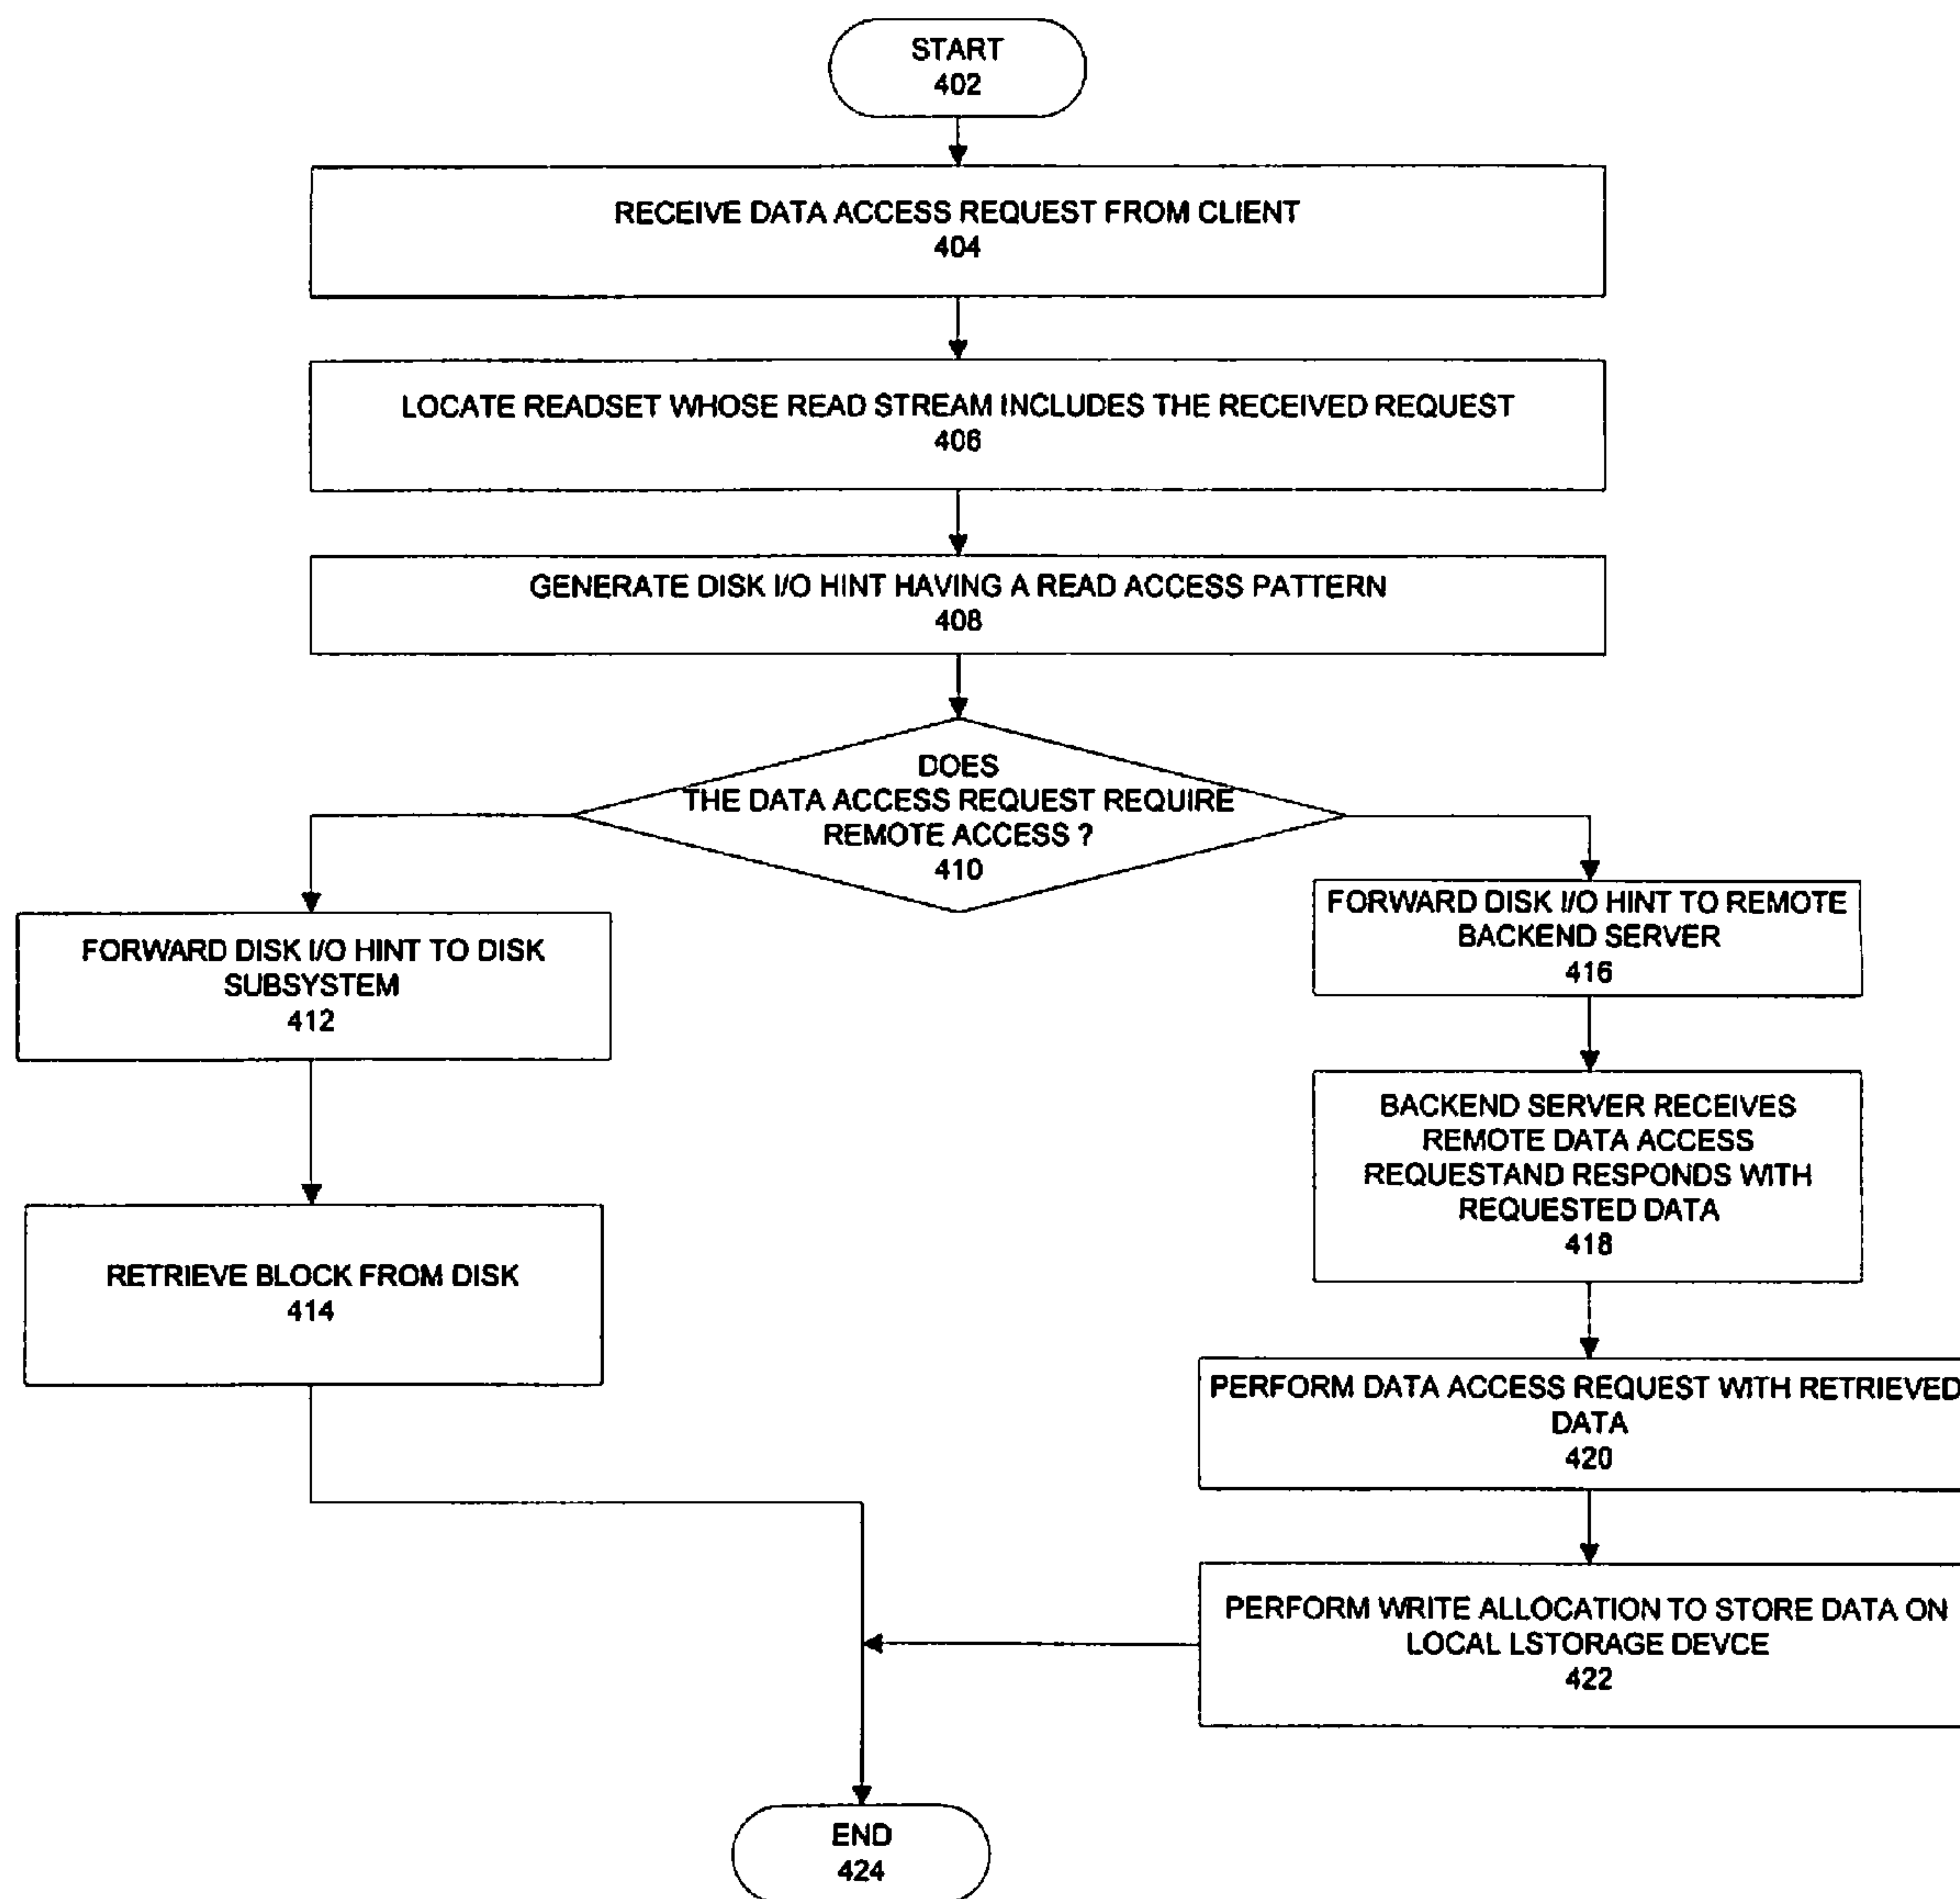 START
402
RECEIVE DATA ACCESS REQUEST FROM CLIENT
404
LOCATE READSET WHOSE READ STREAM INCLUDES THE RECEIVED REQUEST
406
GENERATE DISK I/O HINT HAVING A READ ACCESS PATTERN
408
DOES
THE DATA ACCESS REQUEST REQUIRE
REMOTE ACCESS ?
410
FORWARD DISK I/O HINT TO DISK
SUBSYSTEM
412
RETRIEVE BLOCK FROM DISK
414
FORWARD DISK I/O HINT TO REMOTE
BACKEND SERVER
416
BACKEND SERVER RECEIVES
REMOTE DATA ACCESS
REQUESTAND RESPONDS WITH
REQUESTED DATA
418
PERFORM DATA ACCESS REQUEST WITH RETRIEVED
DATA
420
PERFORM WRITE ALLOCATION TO STORE DATA ON
LOCAL LSTORAGE DEVCE
422
END
424